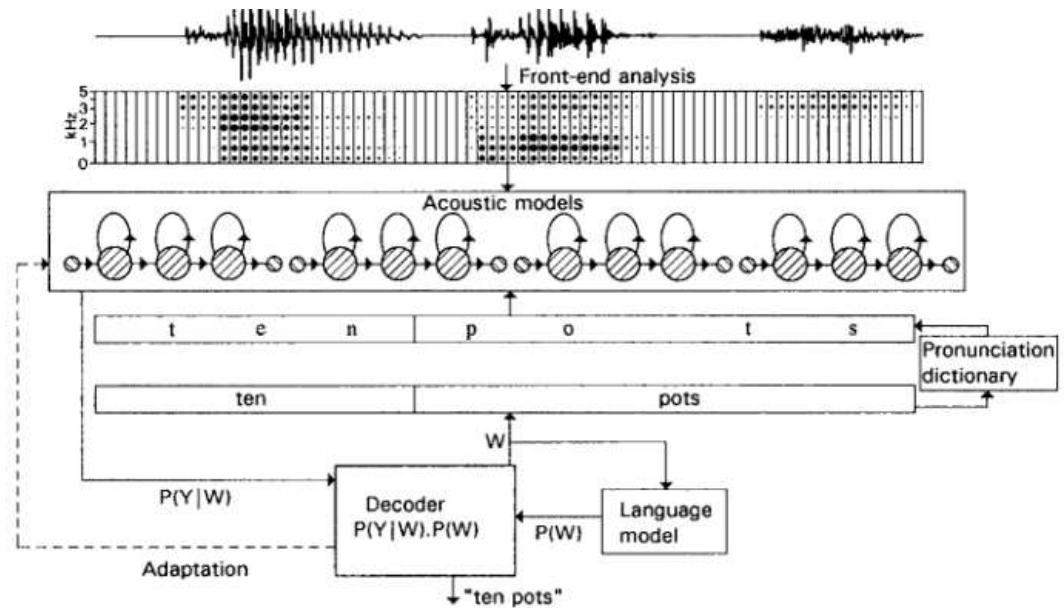 Front-end analysis
5
3
2
1
0
kHz
Acoustic models
t e n p o t s
Pronunciation
dictionary
ten pots
W
P(Y|W)
Decoder
P(Y|W).P(W)
P(W)
Language
model
Adaptation
"ten pots"